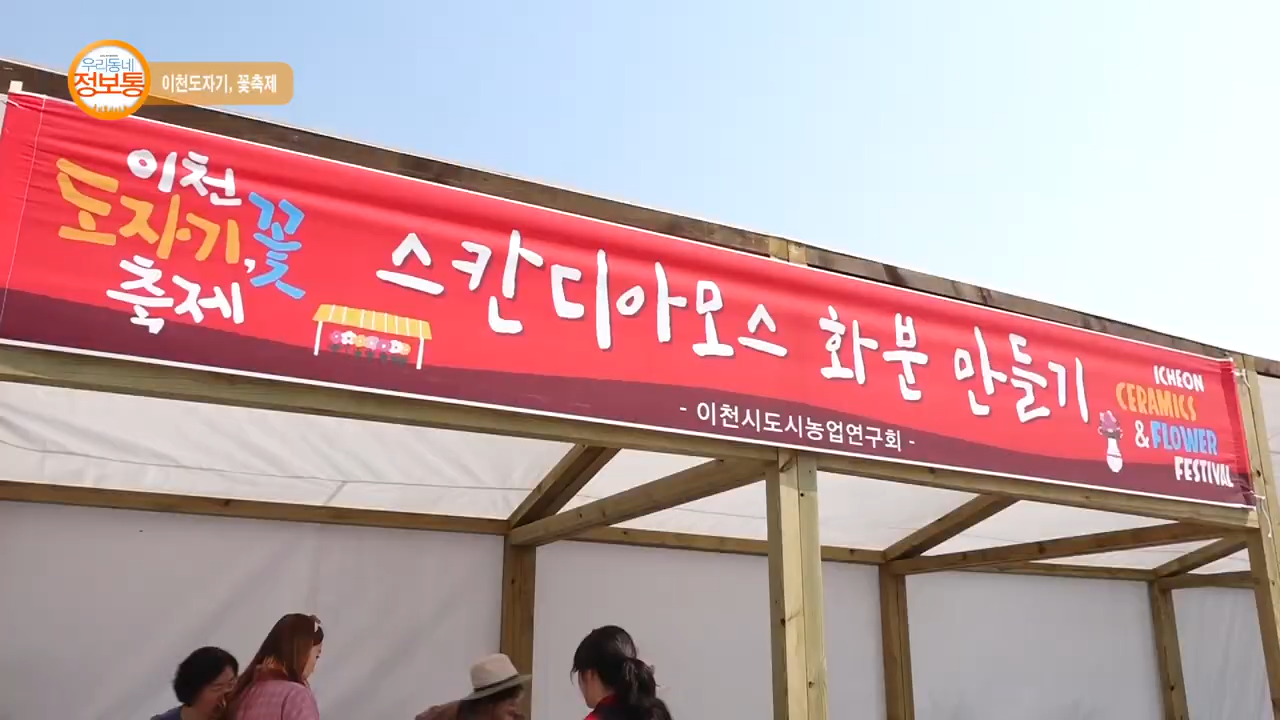 우리동네
정보통
이천도자기, 꽃축제
이천
도자기,꽃
축제
스칸디아모스 화분 만들기
- 이천시도시농업연구회 -
ICHEON
CERAMICS
& FLOWER
FESTIVAL